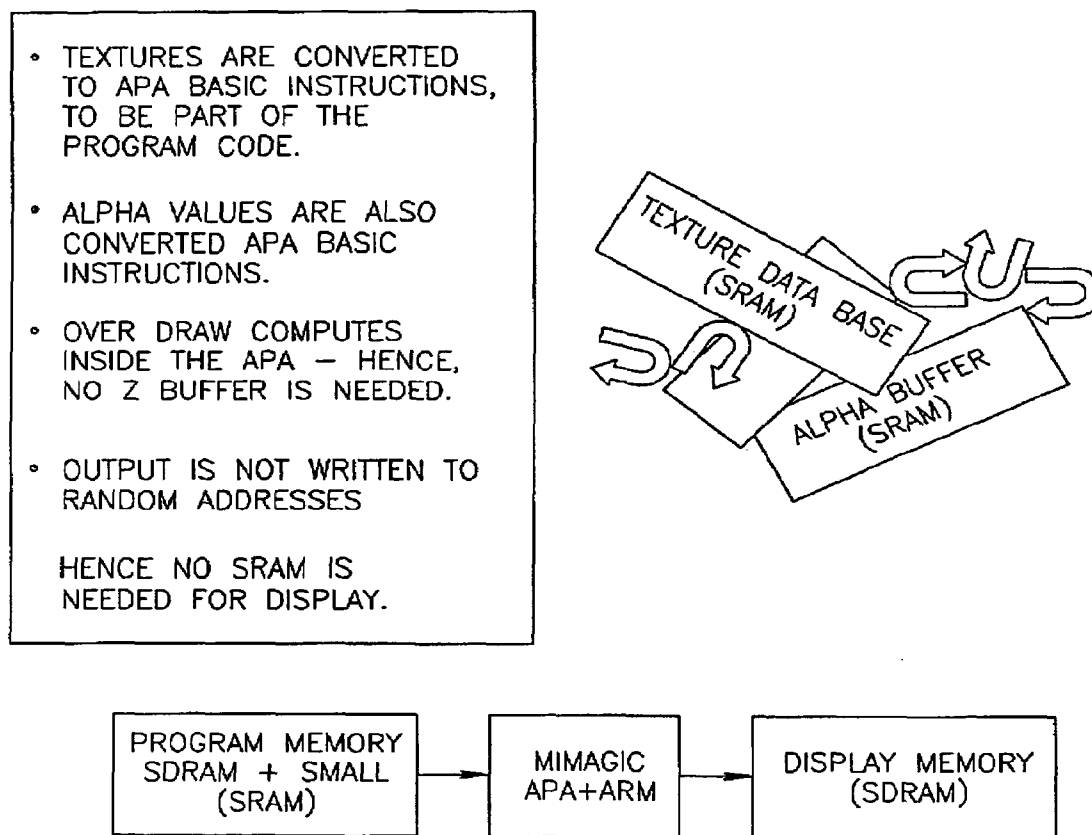 • TEXTURES ARE CONVERTED
TO APA BASIC INSTRUCTIONS,
TO BE PART OF THE
PROGRAM CODE.
• ALPHA VALUES ARE ALSO
CONVERTED APA BASIC
INSTRUCTIONS.
• OVER DRAW COMPUTES
INSIDE THE APA – HENCE,
NO Z BUFFER IS NEEDED.
• OUTPUT IS NOT WRITTEN TO
RANDOM ADDRESSES
HENCE NO SRAM IS
NEEDED FOR DISPLAY.
TEXTURE DATA BASE
(SRAM)
ALPHA BUFFER
(SRAM)
PROGRAM MEMORY
SDRAM + SMALL
(SRAM)
MIMAGIC
APA+ARM
DISPLAY MEMORY
(SDRAM)